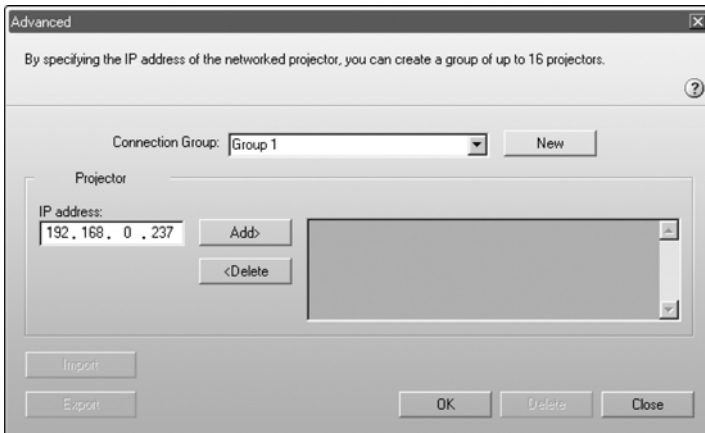 Advanced
By specifying the IP address of the networked projector, you can create a group of up to 16 projectors.
Connection Group: Group 1 New
Projector
IP address:
192 . 168 . 0 . 237 Add>
<Delete
Import
Export OK Delete Close